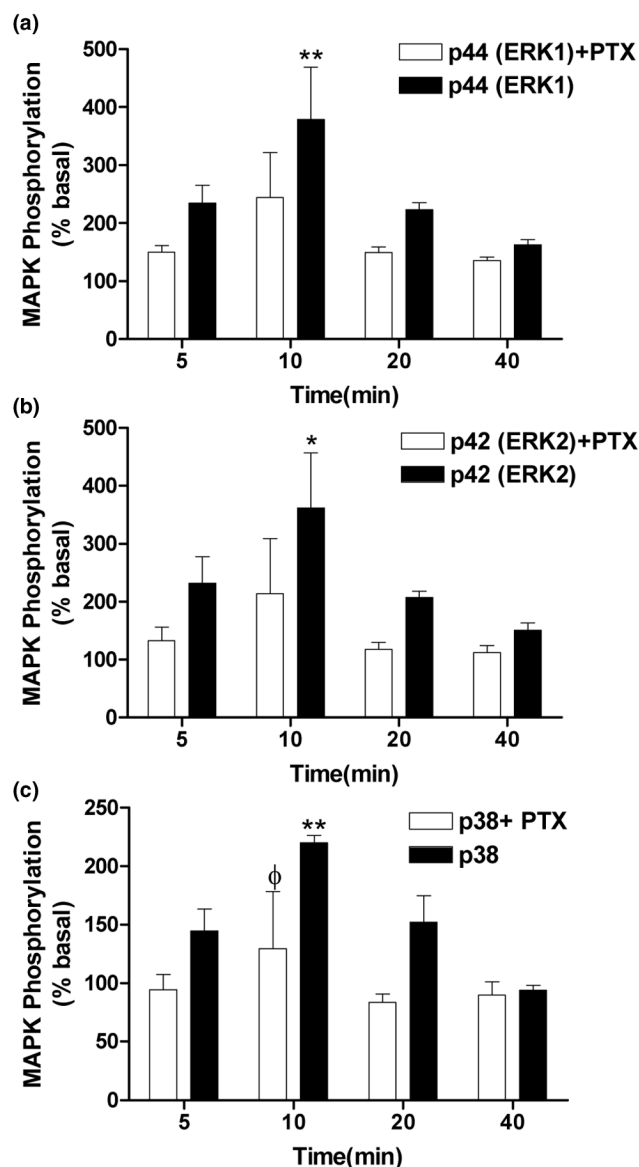 (a)
MAPK Phosphorylation
(% basal)
500
400
300
200
100
0
**
p44 (ERK1)+PTX
p44 (ERK1)
5 10 20 40
Time(min)
(b)
MAPK Phosphorylation
(% basal)
500
400
300
200
100
0
*
p42 (ERK2)+PTX
p42 (ERK2)
5 10 20 40
Time(min)
(c)
MAPK Phosphorylation
(% basal)
250
200
150
100
50
0
ϕ
**
p38+ PTX
p38
5 10 20 40
Time(min)